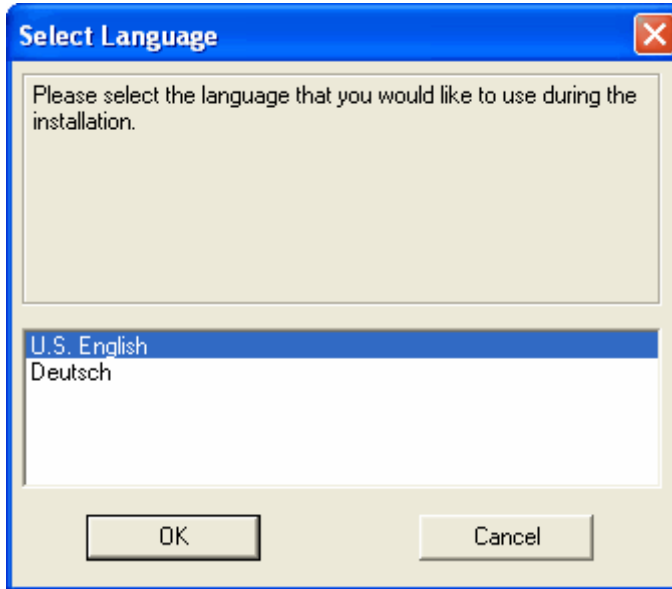 Select Language
Please select the language that you would like to use during the
installation.
U.S. English
Deutsch
OK
Cancel